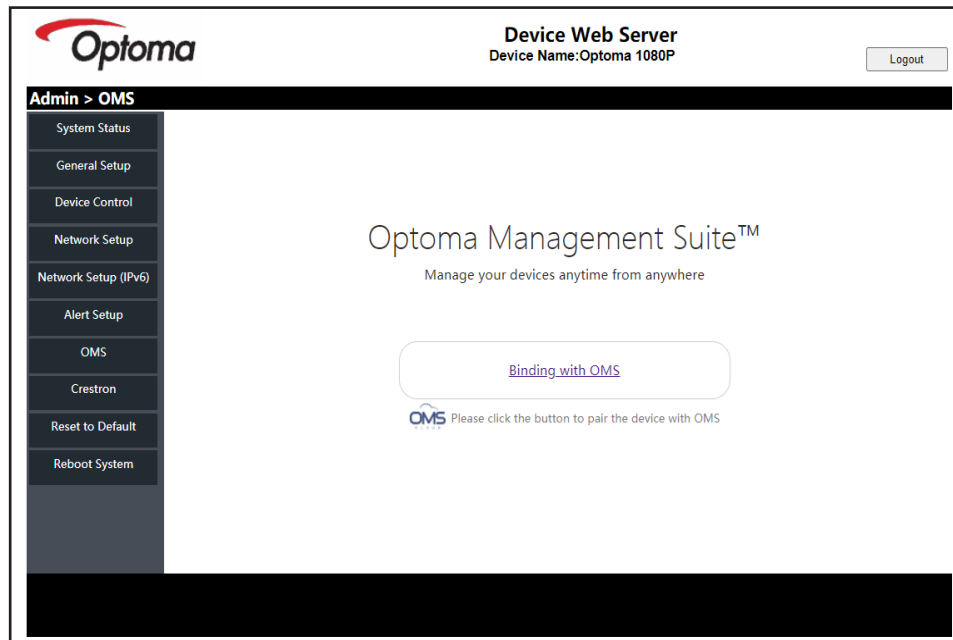 Optoma
Device Web Server
Device Name:Optoma 1080P
Logout
Admin > OMS
System Status
General Setup
Device Control
Network Setup
Network Setup (IPv6)
Alert Setup
OMS
Crestron
Reset to Default
Reboot System
Optoma Management Suite™
Manage your devices anytime from anywhere
Binding with OMS
OMS Please click the button to pair the device with OMS
CLOUD